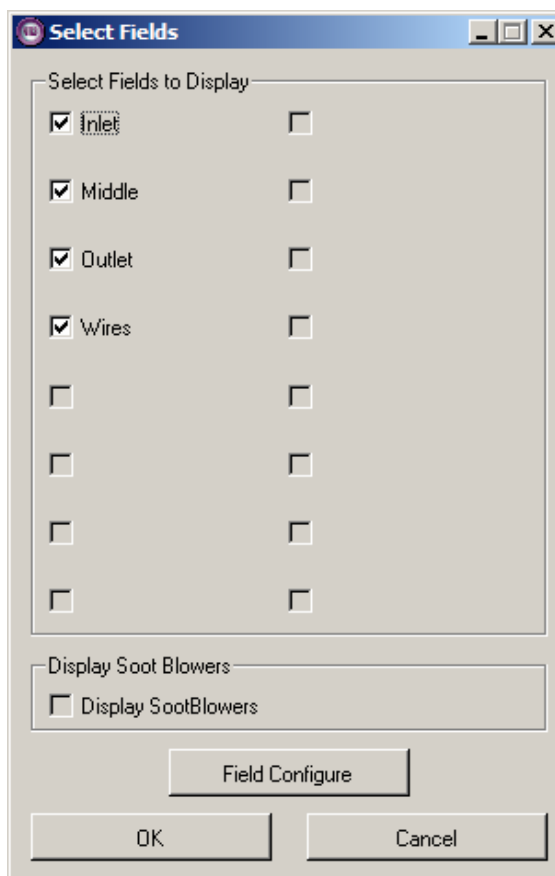 Select Fields
Select Fields to Display
Inlet
Middle
Outlet
Wires
Display Soot Blowers
Display SootBlowers
Field Configure
OK
Cancel